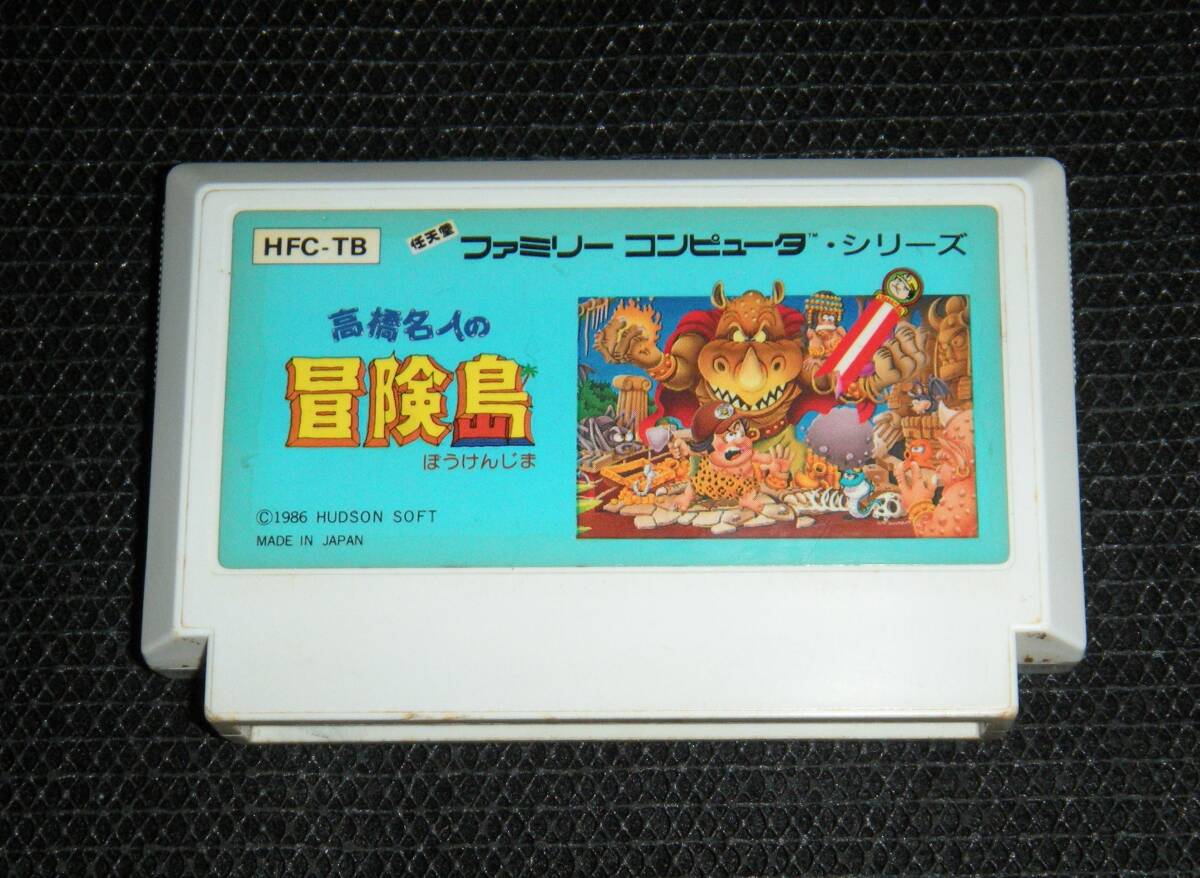 HFC-TB
任天堂 ファミリー コンピュータ™・シリーズ
高橋名人の
冒険島
ぼうけんじま
©1986 HUDSON SOFT
MADE IN JAPAN